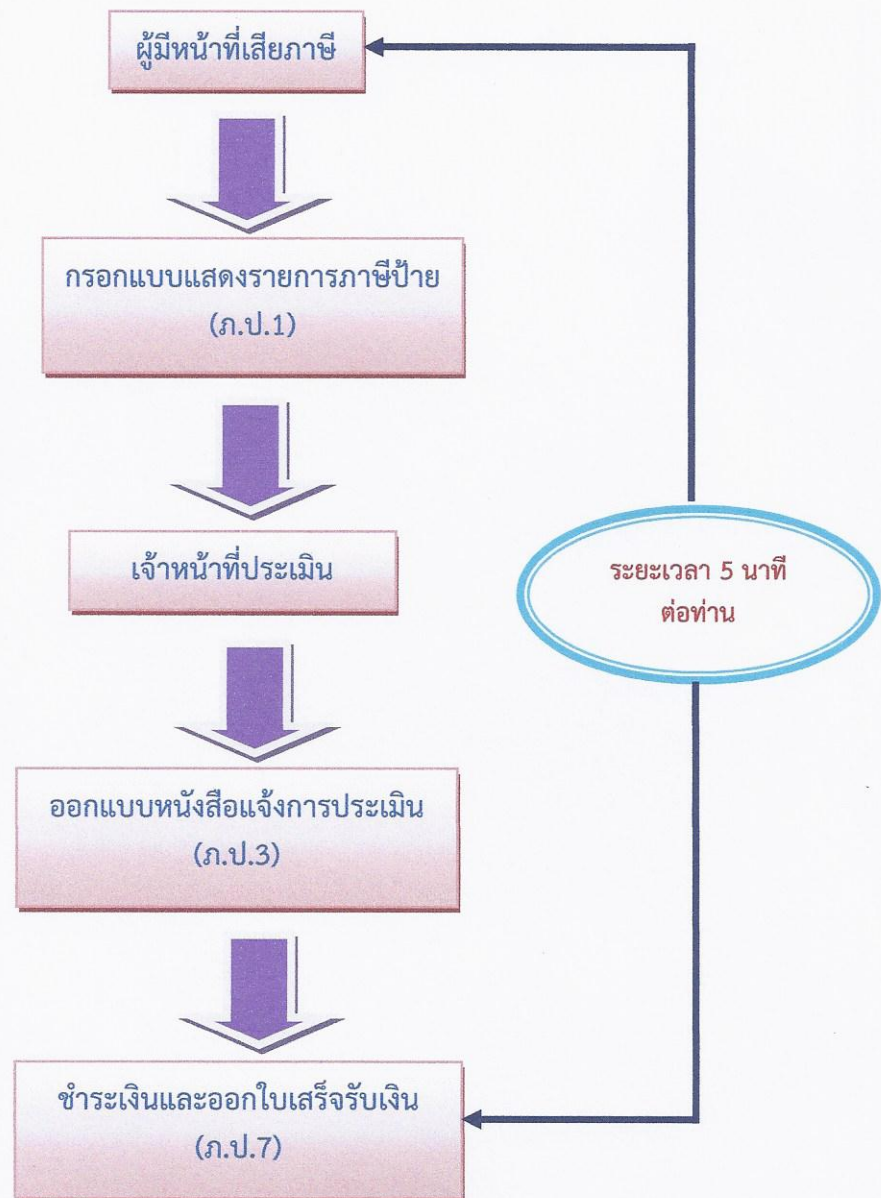 ผู้มีหน้าที่เสียภาษี
กรอกแบบแสดงรายการภาษีป้าย
(ภ.ป.1)
เจ้าหน้าที่ประเมิน
ระยะเวลา 5 นาที
ต่อท่าน
ออกแบบหนังสือแจ้งการประเมิน
(ภ.ป.3)
ชำระเงินและออกใบเสร็จรับเงิน
(ภ.ป.7)